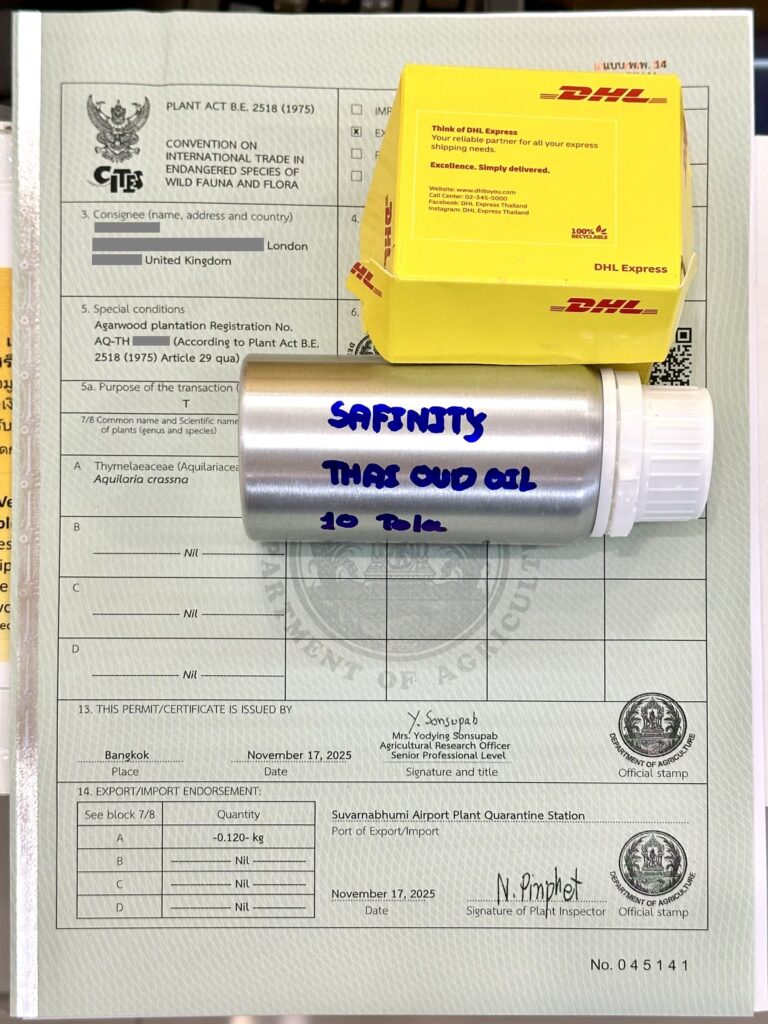 แบบ พ.พ. 14
CITES
PLANT ACT B.E. 2518 (1975)
CONVENTION ON
INTERNATIONAL TRADE IN
ENDANGERED SPECIES OF
WILD FAUNA AND FLORA
3. Consignee (name, address and country)
London
United Kingdom
4.
5. Special conditions
Agarwood plantation Registration No.
AQ-TH (According to Plant Act B.E.
2518 (1975) Article 29 qua)
6.
5a. Purpose of the transaction (
T
7/8 Common name and Scientific name
of plants (genus and species)
A Thymelaeaceae (Aquilariacea
Aquilaria crassna
B
Nil
C
Nil
D
Nil
DHL
Think of DHL Express
Your reliable partner for all your express
shipping needs.
Excellence. Simply delivered.
Website: www.dhltoyou.com
Call Center: 02-345-5000
Facebook: DHL Express Thailand
Instagram: DHL Express Thailand
100%
RECYCLABLE
DHL Express
DHL
DHL
DHL
SAFINITY
THAI OUD OIL
10 Tola
13. THIS PERMIT/CERTIFICATE IS ISSUED BY
Y. Sonsupab
Mrs. Yodying Sonsupab
Agricultural Research Officer
Senior Professional Level
Bangkok November 17, 2025
Place Date Signature and title
DEPARTMENT OF AGRICULTURE
Official stamp
14. EXPORT/IMPORT ENDORSEMENT:
See block 7/8 Quantity
A -0.120- kg
B Nil
C Nil
D Nil
Suvarnabhumi Airport Plant Quarantine Station
Port of Export/Import
November 17, 2025 N. Pinphet
Date Signature of Plant Inspector
DEPARTMENT OF AGRICULTURE
Official stamp
No. 045141